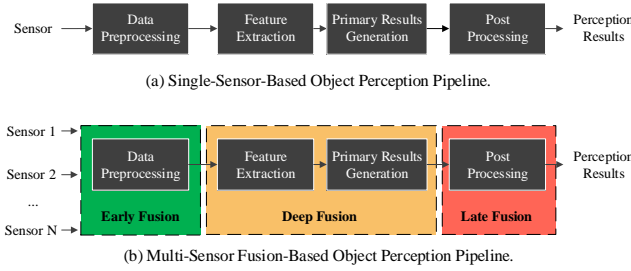 Sensor
Data
Preprocessing
Feature
Extraction
Primary Results
Generation
Post
Processing
Perception
Results
(a) Single-Sensor-Based Object Perception Pipeline.
Sensor 1
Sensor 2
...
Sensor N
Data
Preprocessing
Early Fusion
Feature
Extraction
Primary Results
Generation
Deep Fusion
Post
Processing
Late Fusion
Perception
Results
(b) Multi-Sensor Fusion-Based Object Perception Pipeline.